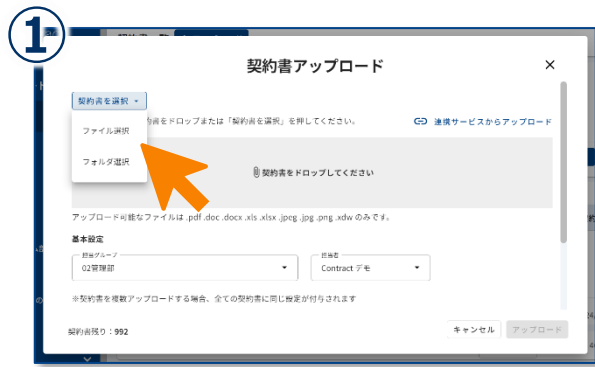 ①
契約書アップロード
×
契約書を選択
契約書をドロップまたは「契約書を選択」を押してください。
連携サービスからアップロード
ファイル選択
フォルダ選択
契約書をドロップしてください
アップロード可能なファイルは .pdf .doc .docx .xls .xlsx .jpeg .jpg .png .xdw のみです。
基本設定
担当グループ
02管理部
担当者
Contract デモ
※契約書を複数アップロードする場合、全ての契約書に同じ設定が付与されます
契約書残り：992
キャンセル
アップロード